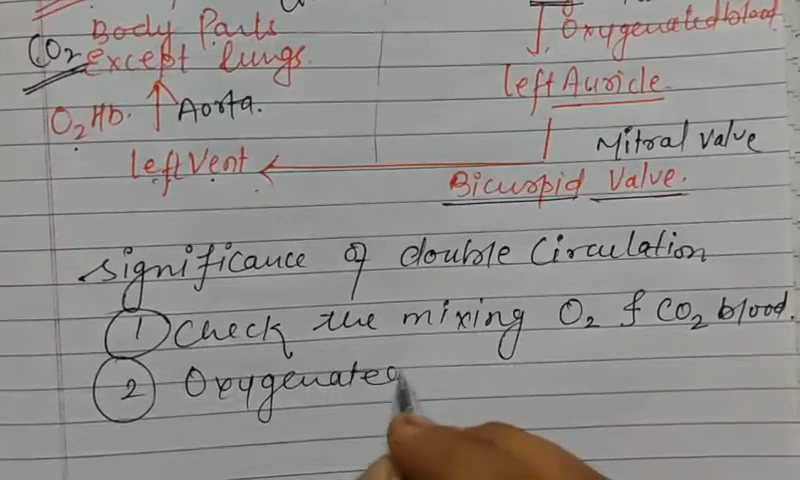 Body Parts
Oxygenated blood
CO2 except lungs.
left Auricle.
O2Hb. Aorta.
Mitral Valve
left Vent
Bicuspid Valve.
Significance of double Circulation
1 Check the mixing O2 & CO2 blood.
2 Oxygenated